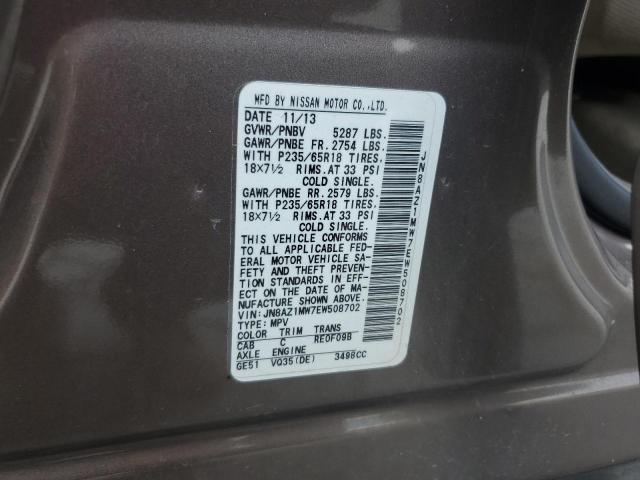 MFD BY NISSAN MOTOR CO.,LTD.
DATE 11/13
GVWR/PNBV 5287 LBS.
GAWR/PNBE FR. 2754 LBS.
WITH P235/65R18 TIRES.
18X7½ RIMS.AT 33 PSI
COLD SINGLE.
GAWR/PNBE RR. 2579 LBS.
WITH P235/65R18 TIRES.
18X7½ RIMS.AT 33 PSI
COLD SINGLE.
THIS VEHICLE CONFORMS
TO ALL APPLICABLE FED-
ERAL MOTOR VEHICLE SA-
FETY AND THEFT PREVEN-
TION STANDARDS IN EFF-
ECT ON THE DATE OF MA-
NUFACTURE SHOWN ABOVE.
VIN: JN8AZ1MW7EW508702
TYPE: MPV
COLOR TRIM TRANS
CAB C RE0F09B
AXLE ENGINE
GE51 VQ35(DE) 3498CC
JN8AZ1MW7EW508702